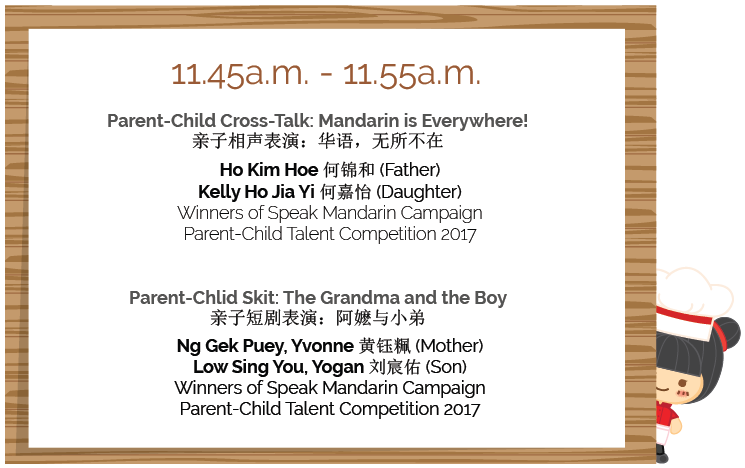 11.45a.m. - 11.55a.m.
Parent-Child Cross-Talk: Mandarin is Everywhere!
亲子相声表演：华语，无所不在
Ho Kim Hoe 何锦和 (Father)
Kelly Ho Jia Yi 何嘉怡 (Daughter)
Winners of Speak Mandarin Campaign
Parent-Child Talent Competition 2017
Parent-Chlid Skit: The Grandma and the Boy
亲子短剧表演：阿嬷与小弟
Ng Gek Puey, Yvonne 黄钰珮 (Mother)
Low Sing You, Yogan 刘宸佑 (Son)
Winners of Speak Mandarin Campaign
Parent-Child Talent Competition 2017